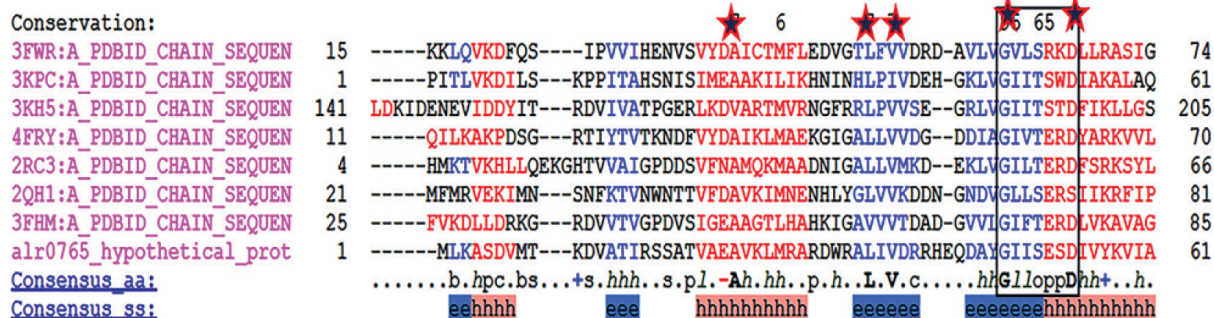 Conservation: 6 65 65
3FWR:A_PDBID_CHAIN_SEQUEN 15 -----KKLQVKDFQS----IPVVIHENVSVYDAICTMFLEDVGTLFVVDRD-AVLVGVLSRKDLLRASIG 74
3KPC:A_PDBID_CHAIN_SEQUEN 1 -----PITLVKDILS---KPPITAHSNISIMEAAKILIKHNINHLPIVDEH-GKLVGIITSWDIAKALAQ 61
3KH5:A_PDBID_CHAIN_SEQUEN 141 LDKIDENEVIDDYIT---RDVIVATPGERLKDVARTMVRNGFRRLPVVSE--GRLVGIITSTDFIKLLGS 205
4FRY:A_PDBID_CHAIN_SEQUEN 11 -----QILKAKPDSG---RTIYTVTKNDFVYDAIKLMAEKGIGALLVVDG--DDIAGIVTERDYARKVVL 70
2RC3:A_PDBID_CHAIN_SEQUEN 4 -----HMKTVKHLLQEKGHTVVAIGPDDSVFNAMQKMAADNIGALLVMKD--EKLVGILTERDFSRKSYL 66
2QH1:A_PDBID_CHAIN_SEQUEN 21 -----MFMRVEKIMN---SNFKTVNWNTTVFDAVKIMNENHLYGLVVKDDN-GNDVGLLSERSIIKRFIP 81
3FHM:A_PDBID_CHAIN_SEQUEN 25 -----FVKDLLDRKG---RDVVTVGPDVSIGEAAGTLHAHKIGAVVVTDAD-GVVLGIFTERDLVKAVAG 85
alr0765_hypothetical_prot 1 ------MLKASDVMT---KDVATIRSSATVAEAVKLMRARDWRALIVDRRHEQDAYGIISESDIVYKVIA 61
Consensus_aa: .......b.hpc.bs...+s.hhh..s.pl.-Ah.hh..p.h..L.V.c.....hhGlloppDhh+..h.
Consensus_ss: eehhhh eee hhhhhhhhhh eeeeee eeeeeeehhhhhhhhhh